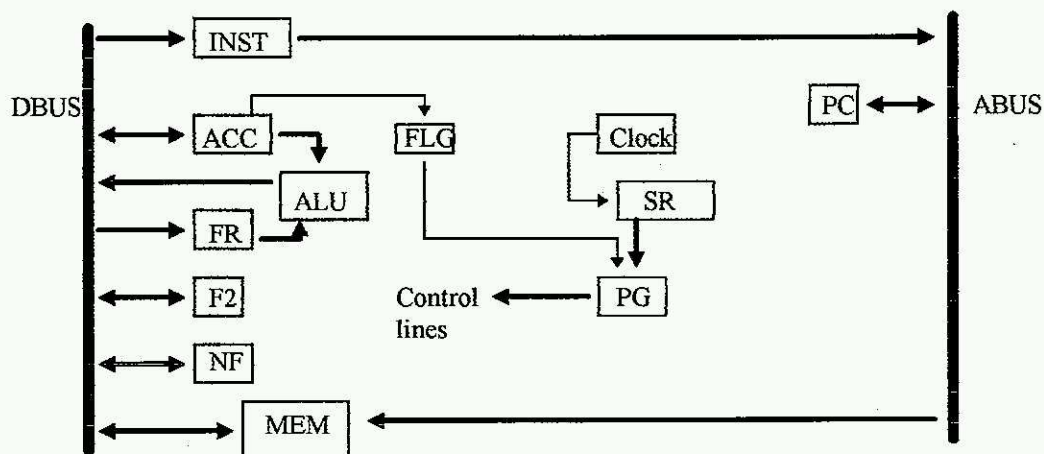 INST
DBUS
PC
ABUS
ACC
FLG
Clock
ALU
SR
FR
F2
Control
lines
PG
NF
MEM